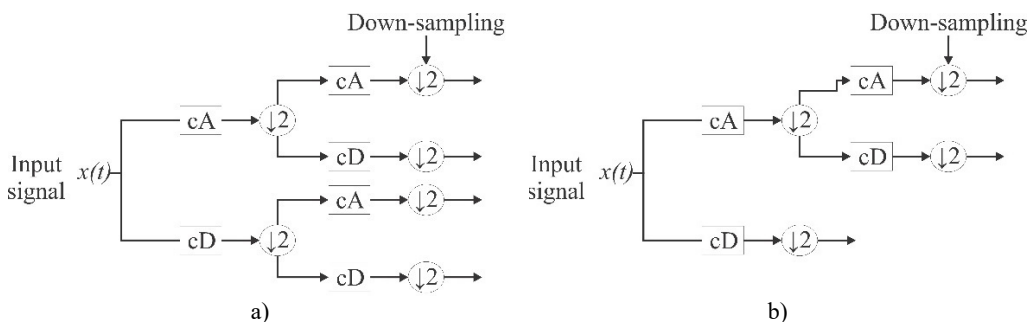 Down-sampling
cA
↓2
cA
↓2
cD
↓2
Input
signal
x(t)
cA
↓2
cD
↓2
cD
↓2
a)
Down-sampling
cA
↓2
cA
↓2
cD
↓2
Input
signal
x(t)
cD
↓2
b)